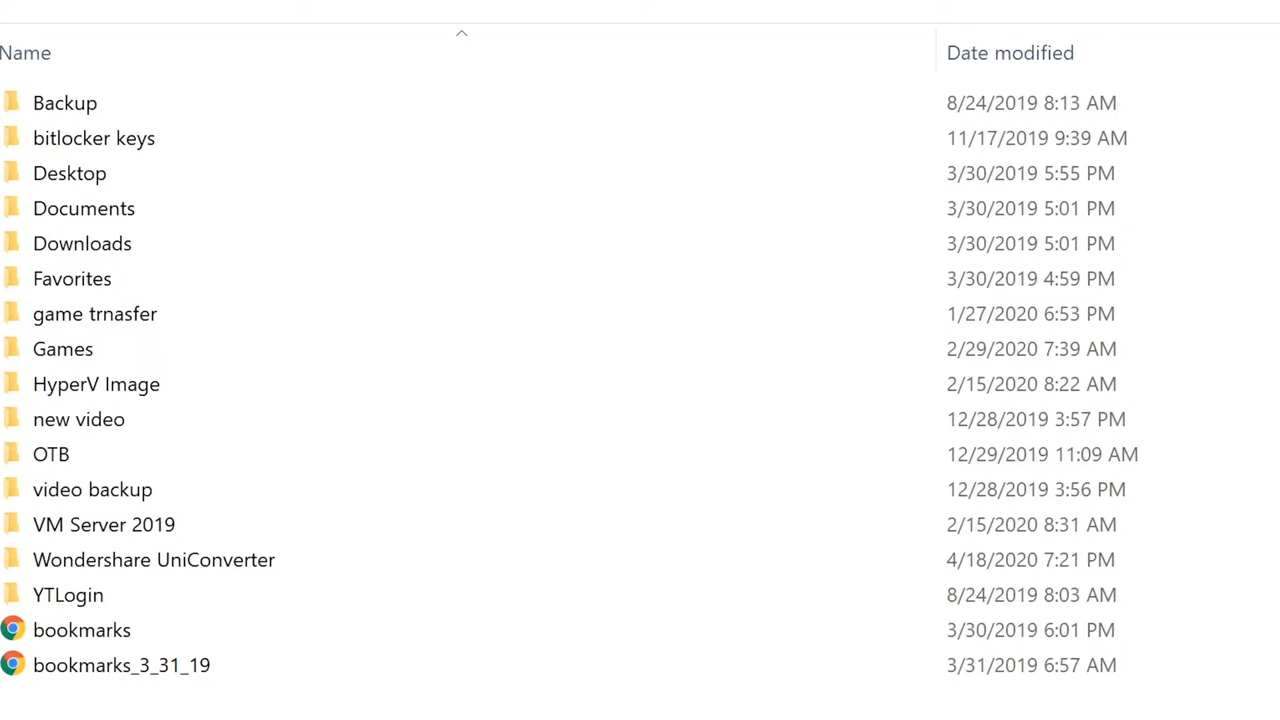 Name Date modified
Backup 8/24/2019 8:13 AM
bitlocker keys 11/17/2019 9:39 AM
Desktop 3/30/2019 5:55 PM
Documents 3/30/2019 5:01 PM
Downloads 3/30/2019 5:01 PM
Favorites 3/30/2019 4:59 PM
game trnasfer 1/27/2020 6:53 PM
Games 2/29/2020 7:39 AM
HyperV Image 2/15/2020 8:22 AM
new video 12/28/2019 3:57 PM
OTB 12/29/2019 11:09 AM
video backup 12/28/2019 3:56 PM
VM Server 2019 2/15/2020 8:31 AM
Wondershare UniConverter 4/18/2020 7:21 PM
YTLogin 8/24/2019 8:03 AM
bookmarks 3/30/2019 6:01 PM
bookmarks_3_31_19 3/31/2019 6:57 AM